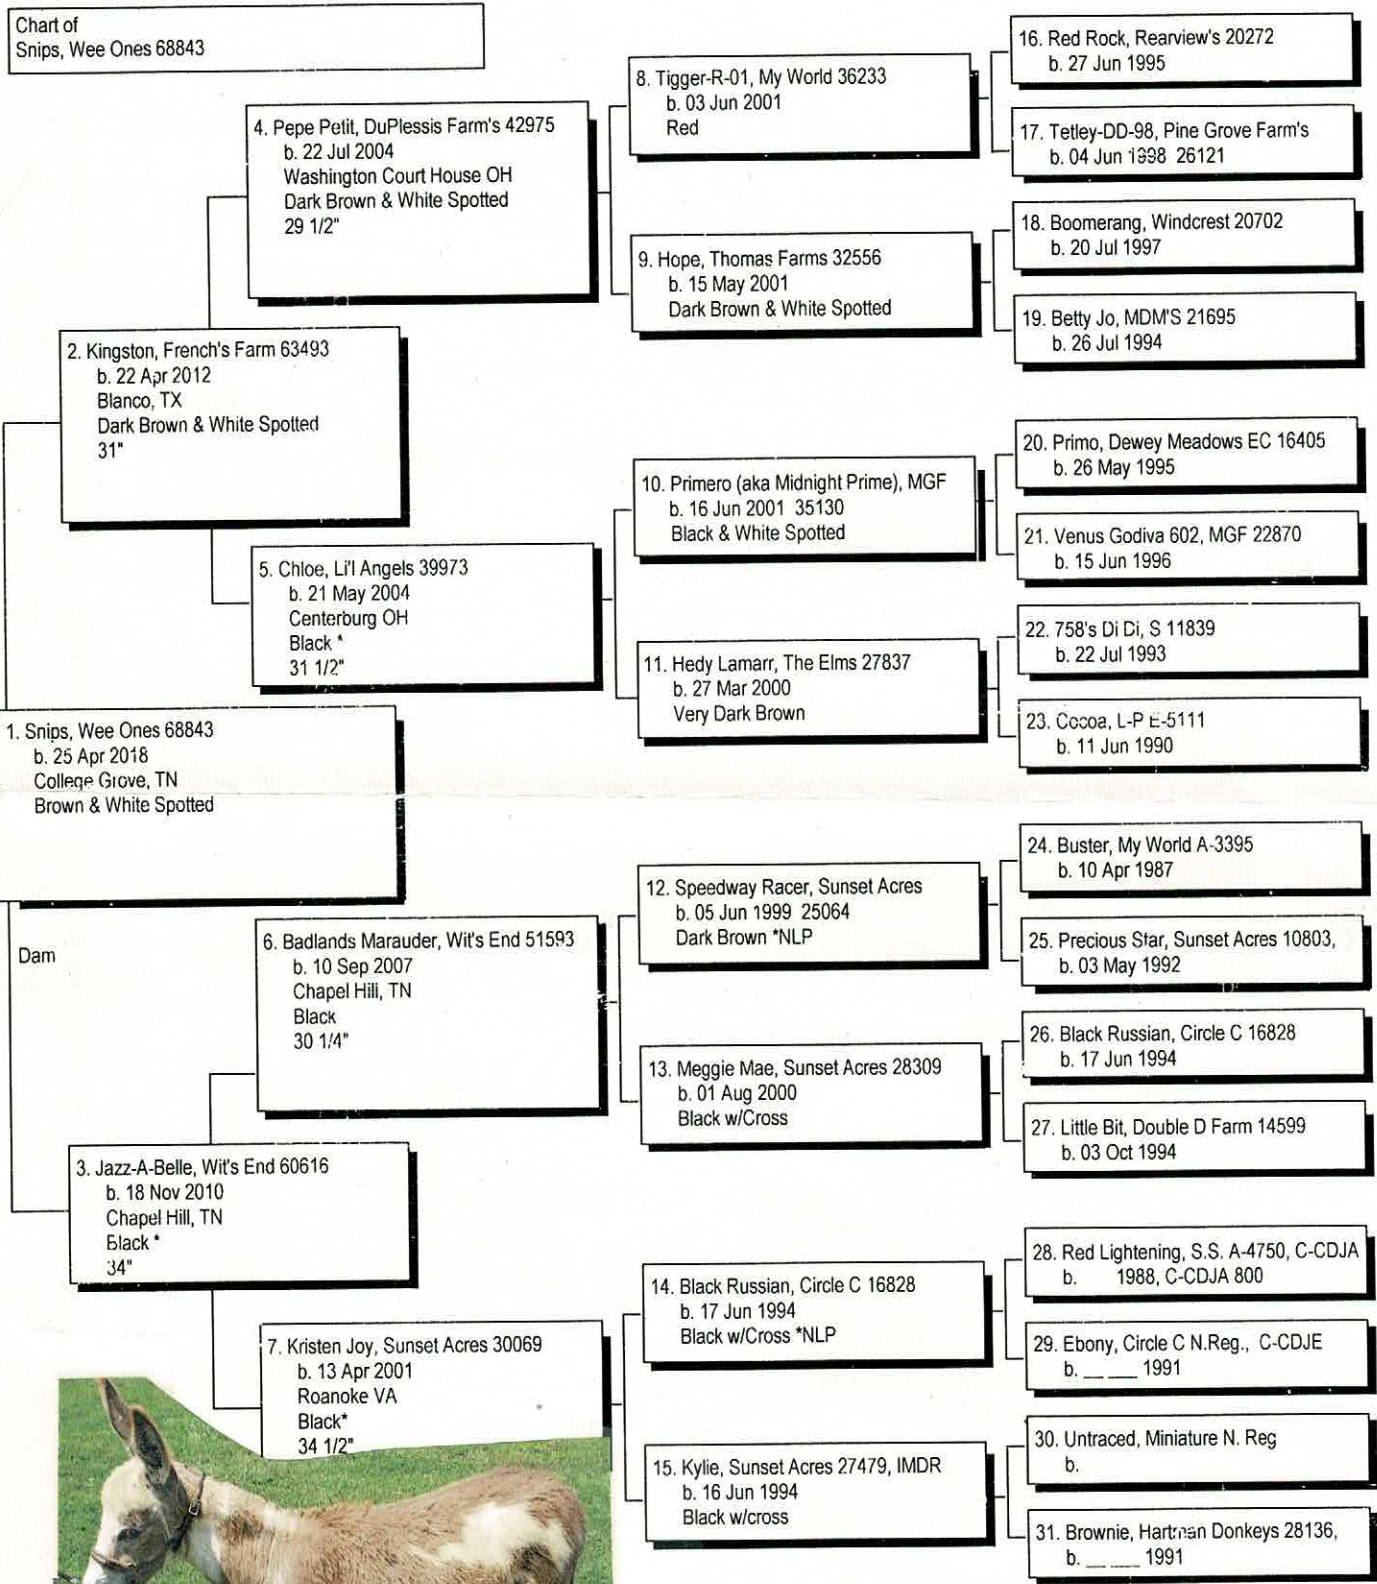 Chart of
Snips, Wee Ones 68843
1. Snips, Wee Ones 68843
b. 25 Apr 2018
College Grove, TN
Brown & White Spotted
Dam
2. Kingston, French's Farm 63493
b. 22 Apr 2012
Blanco, TX
Dark Brown & White Spotted
31"
3. Jazz-A-Belle, Wit's End 60616
b. 18 Nov 2010
Chapel Hill, TN
Black *
34"
4. Pepe Petit, DuPlessis Farm's 42975
b. 22 Jul 2004
Washington Court House OH
Dark Brown & White Spotted
29 1/2"
5. Chloe, Li'l Angels 39973
b. 21 May 2004
Centerburg OH
Black *
31 1/2"
6. Badlands Marauder, Wit's End 51593
b. 10 Sep 2007
Chapel Hill, TN
Black
30 1/4"
7. Kristen Joy, Sunset Acres 30069
b. 13 Apr 2001
Roanoke VA
Black*
34 1/2"
8. Tigger-R-01, My World 36233
b. 03 Jun 2001
Red
9. Hope, Thomas Farms 32556
b. 15 May 2001
Dark Brown & White Spotted
10. Primero (aka Midnight Prime), MGF
b. 16 Jun 2001 35130
Black & White Spotted
11. Hedy Lamarr, The Elms 27837
b. 27 Mar 2000
Very Dark Brown
12. Speedway Racer, Sunset Acres
b. 05 Jun 1999 25064
Dark Brown *NLP
13. Meggie Mae, Sunset Acres 28309
b. 01 Aug 2000
Black w/Cross
14. Black Russian, Circle C 16828
b. 17 Jun 1994
Black w/Cross *NLP
15. Kylie, Sunset Acres 27479, IMDR
b. 16 Jun 1994
Black w/cross
16. Red Rock, Rearview's 20272
b. 27 Jun 1995
17. Tetley-DD-98, Pine Grove Farm's
b. 04 Jun 1998 26121
18. Boomerang, Windcrest 20702
b. 20 Jul 1997
19. Betty Jo, MDM'S 21695
b. 26 Jul 1994
20. Primo, Dewey Meadows EC 16405
b. 26 May 1995
21. Venus Godiva 602, MGF 22870
b. 15 Jun 1996
22. 758's Di Di, S 11839
b. 22 Jul 1993
23. Cocoa, L-P E-5111
b. 11 Jun 1990
24. Buster, My World A-3395
b. 10 Apr 1987
25. Precious Star, Sunset Acres 10803,
b. 03 May 1992
26. Black Russian, Circle C 16828
b. 17 Jun 1994
27. Little Bit, Double D Farm 14599
b. 03 Oct 1994
28. Red Lightening, S.S. A-4750, C-CDJA
b. 1988, C-CDJA 800
29. Ebony, Circle C N.Reg., C-CDJE
b. __ ___ 1991
30. Untraced, Miniature N. Reg
b.
31. Brownie, Hartman Donkeys 28136,
b. __ ___ 1991